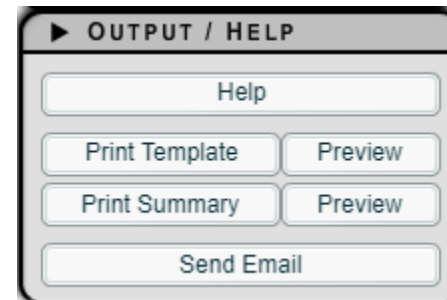 ▶ OUTPUT / HELP
Help
Print Template Preview
Print Summary Preview
Send Email